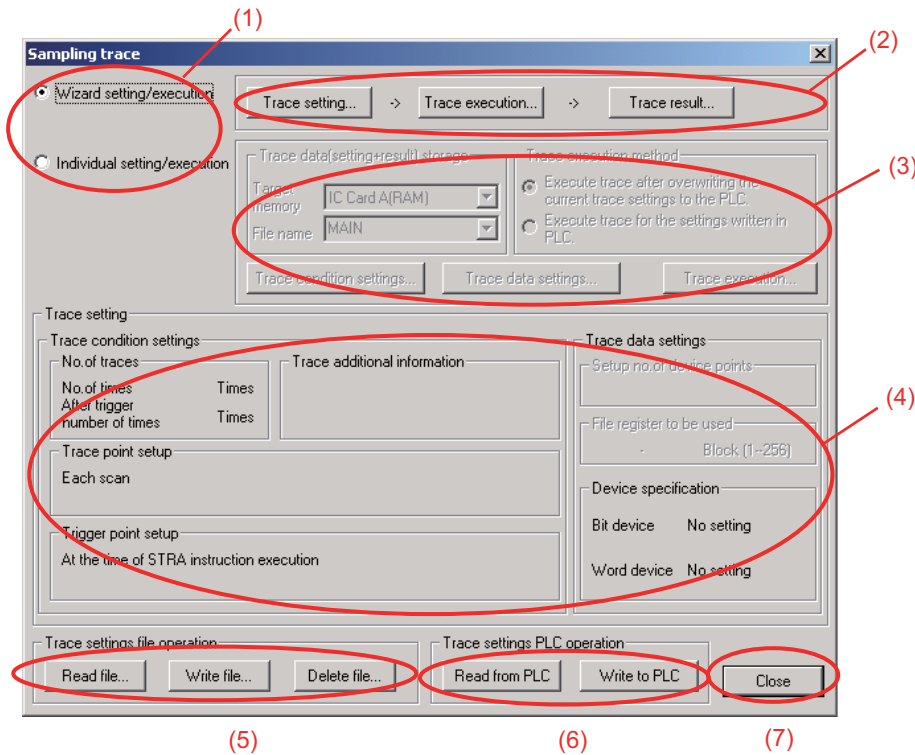 (1)
(2)
Sampling trace
Wizard setting/execution
Trace setting... -> Trace execution... -> Trace result...
Individual setting/execution
(3)
Trace data(setting+result) storage
Target memory
IC Card A(RAM)
File name
MAIN
Trace execution method
Execute trace after overwriting the
current trace settings to the PLC.
Execute trace for the settings written in
PLC.
Trace condition settings... Trace data settings... Trace execution...
Trace setting
Trace condition settings
No.of traces
No.of times Times
After trigger
number of times Times
Trace additional information
Trace point setup
Each scan
Trigger point setup
At the time of STRA instruction execution
Trace data settings
Setup no.of device points
File register to be used
- Block (1--256)
Device specification
Bit device No setting
Word device No setting
(4)
Trace settings file operation
Read file... Write file... Delete file...
Trace settings PLC operation
Read from PLC Write to PLC
Close
(5)
(6)
(7)